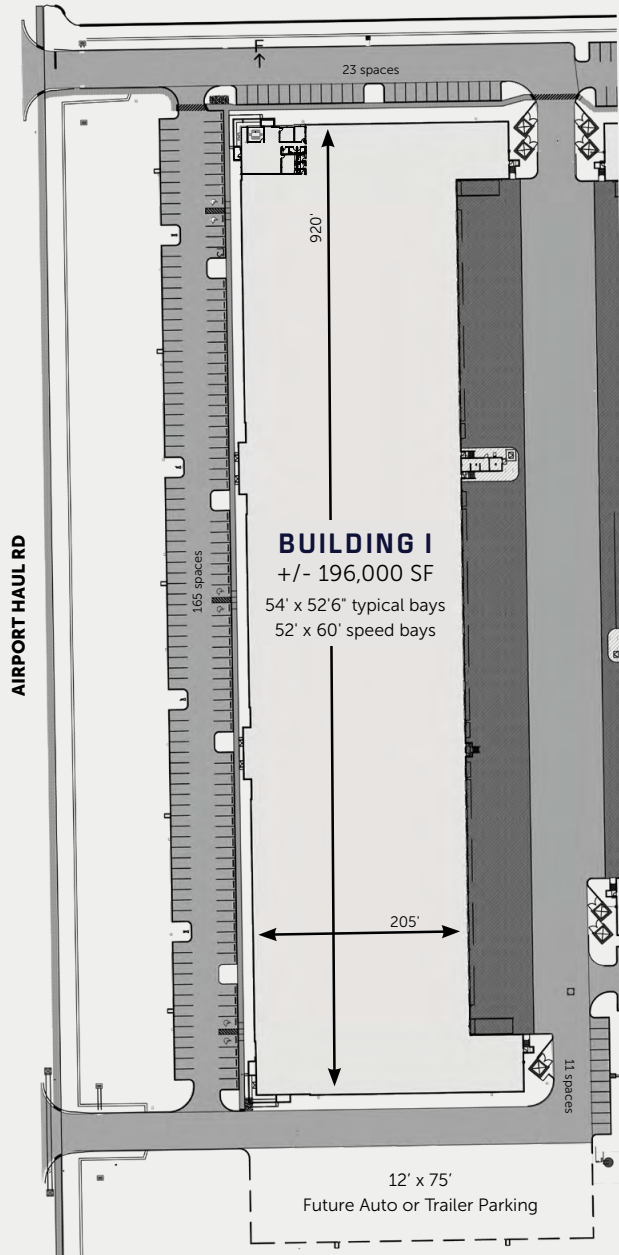 F
23 spaces
920'
AIRPORT HAUL RD
165 spaces
BUILDING I
+/- 196,000 SF
54' x 52'6" typical bays
52' x 60' speed bays
205'
11 spaces
12' x 75'
Future Auto or Trailer Parking